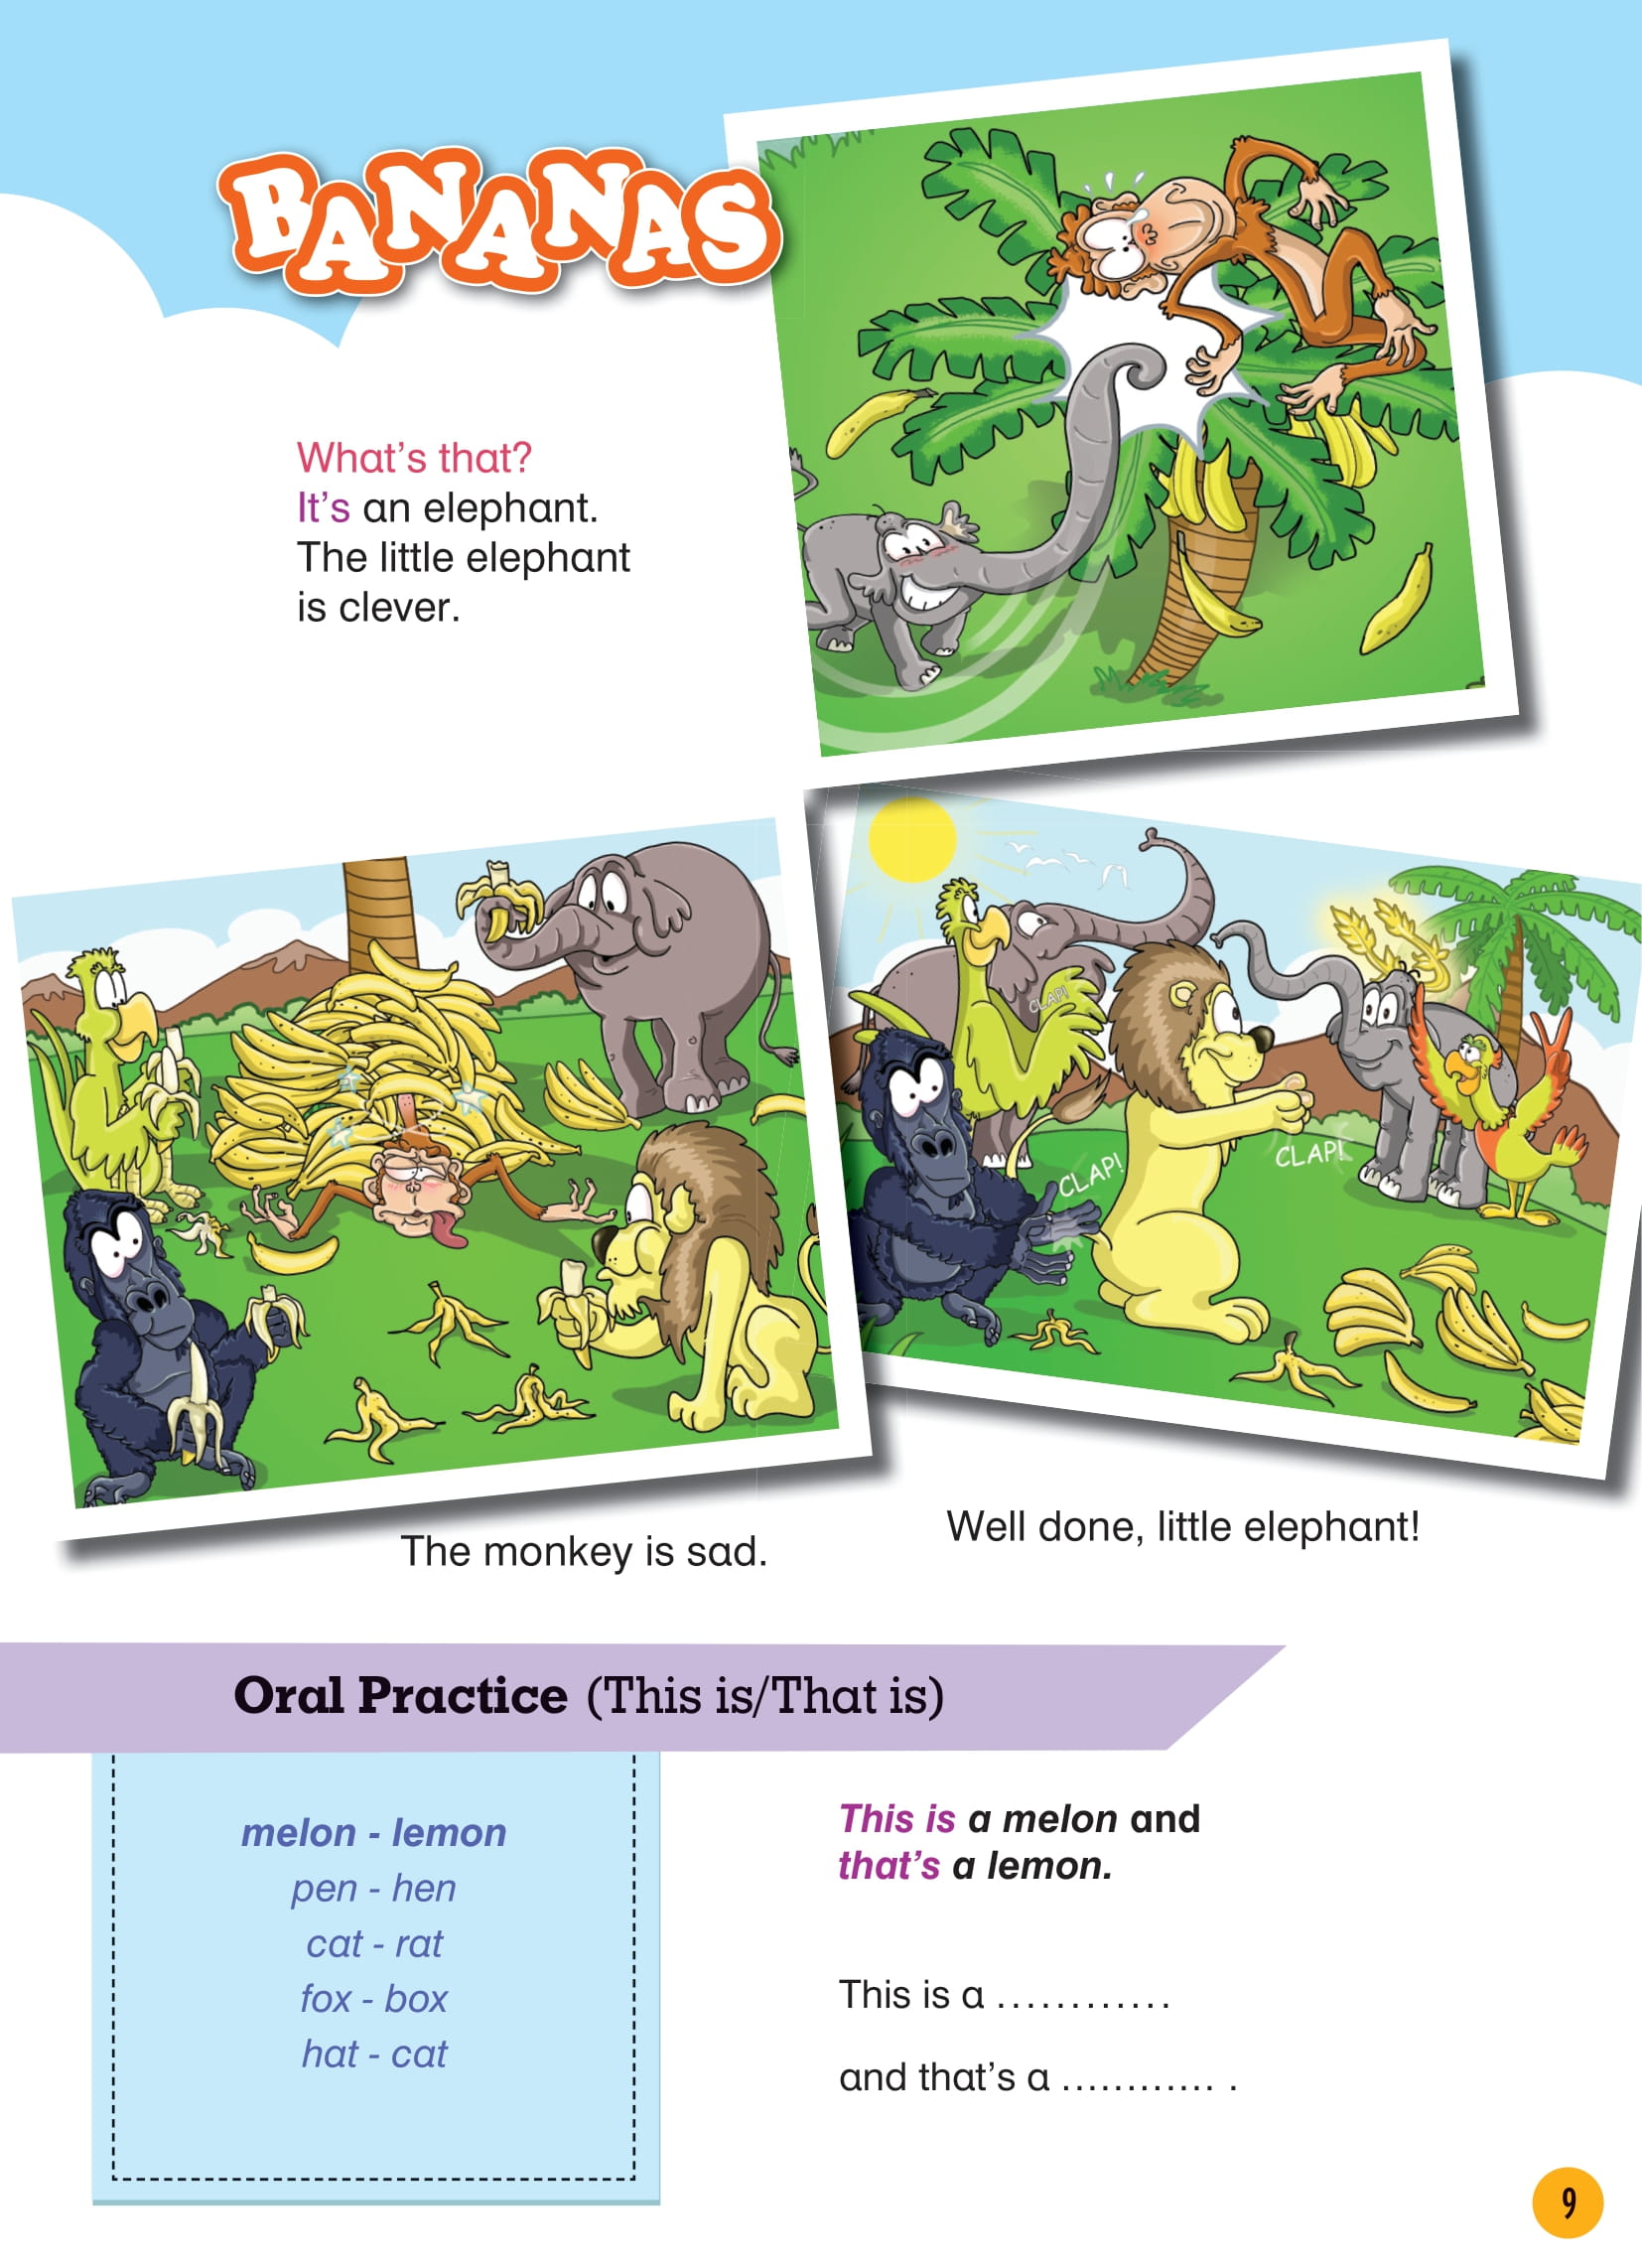 BANANAS
What's that?
It's an elephant.
The little elephant
is clever.
CLAP!
CLAP!
CLAP!
The monkey is sad.
Well done, little elephant!
Oral Practice (This is/That is)
melon - lemon
pen - hen
cat - rat
fox - box
hat - cat
This is a melon and
that's a lemon.
This is a ............
and that's a ............ .
9